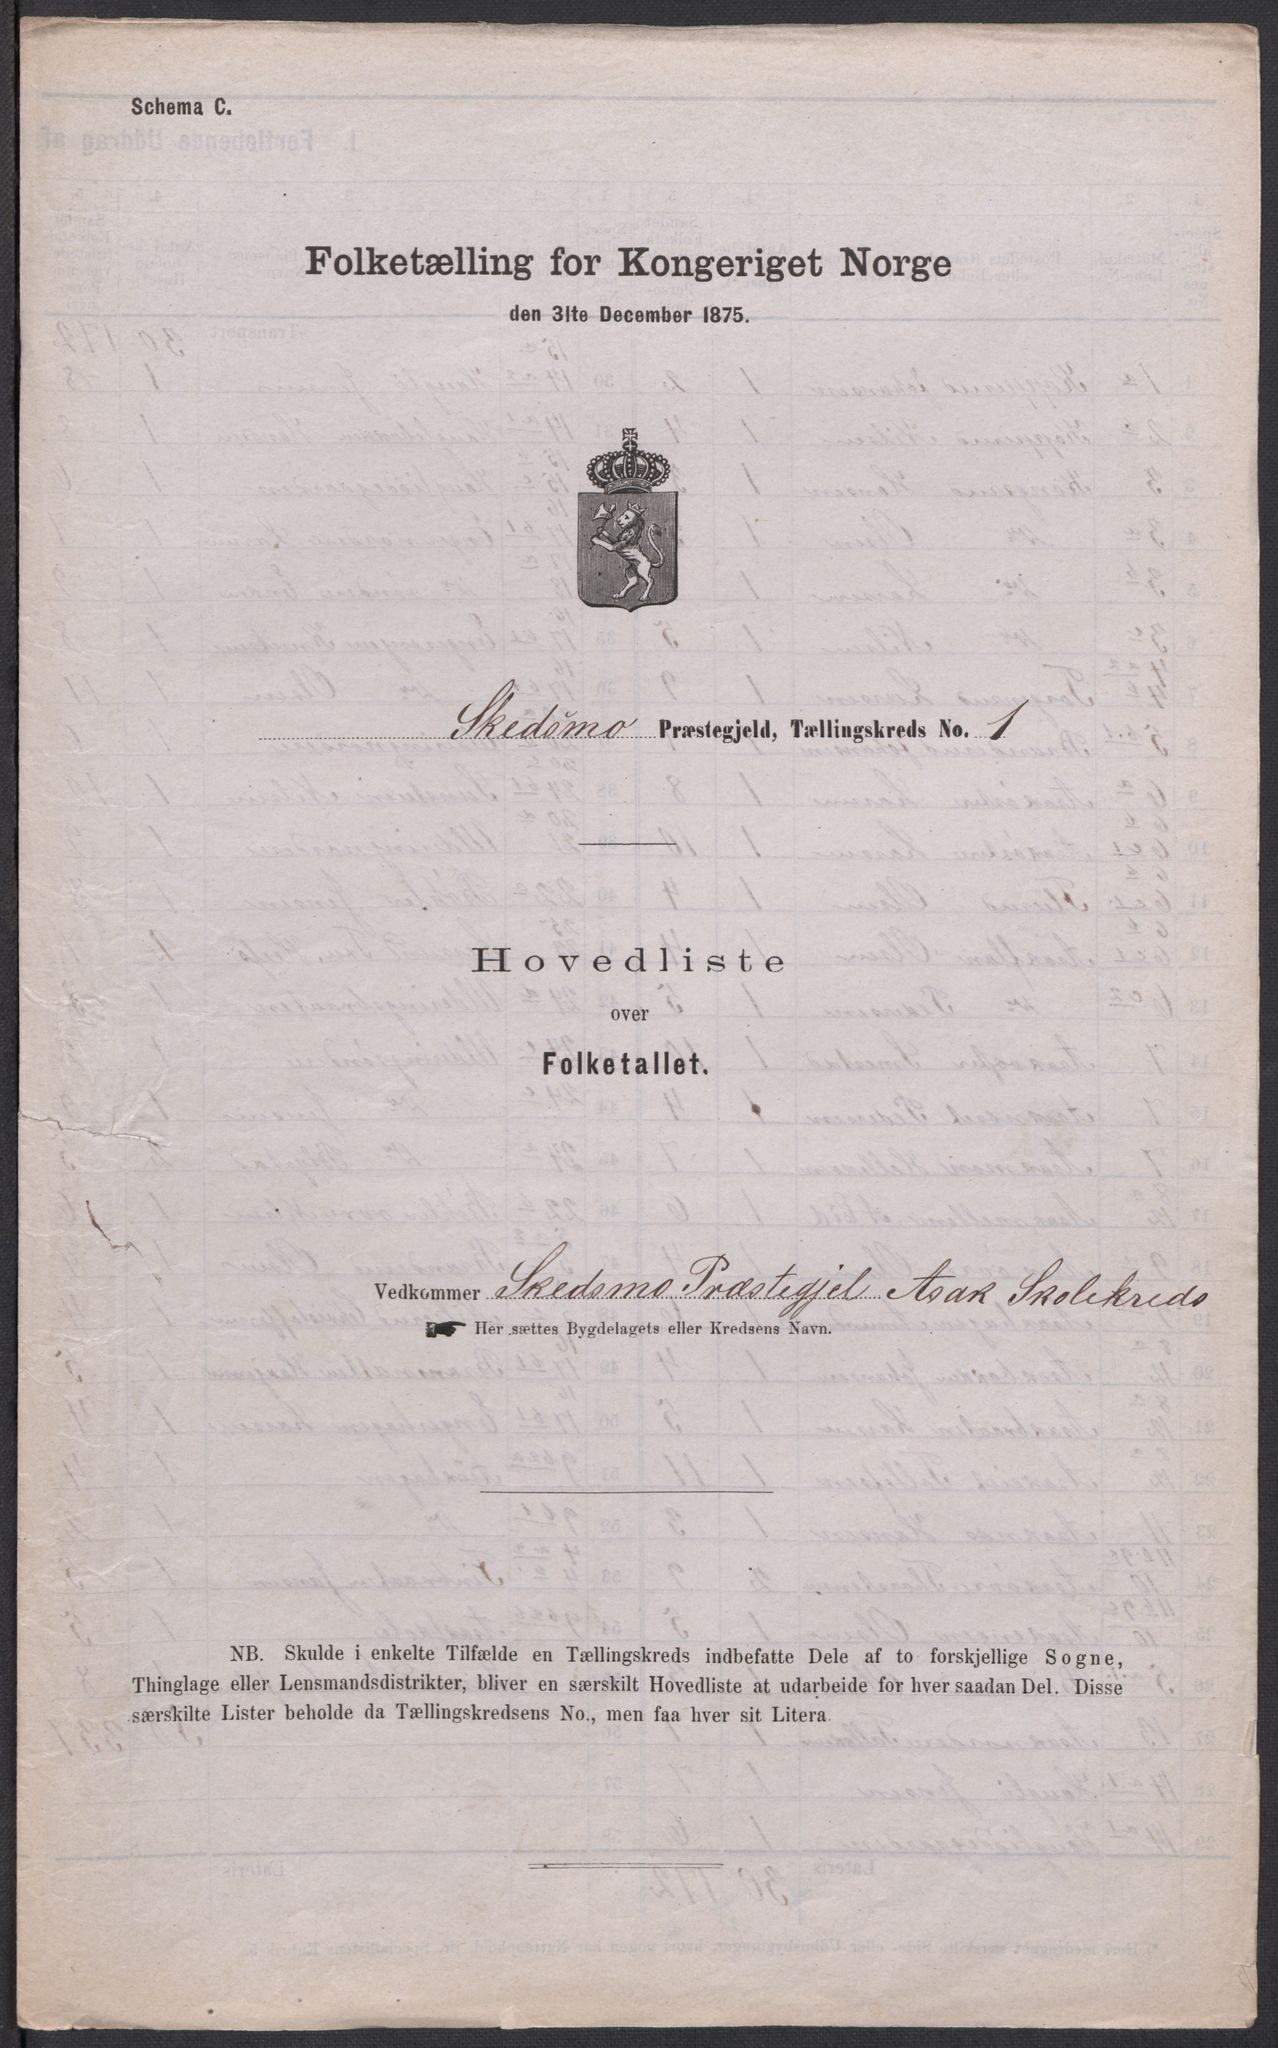 Schema C.
Folketælling for Kongeriget Norge
den 31te December 1875.
Skedsmo Præstegjeld, Tællingskreds No. 1
Hovedliste
over
Folketallet.
Vedkommer Skedsmo Præstegjel Asak Skolekreds
Her sættes Bygdelagets eller Kredsens Navn.
NB. Skulde i enkelte Tilfælde en Tællingskreds indbefatte Dele af to forskjellige Sogne,
Thinglage eller Lensmandsdistrikter, bliver en særskilt Hovedliste at udarbeide for hver saadan Del. Disse
særskilte Lister beholde da Tællingskredsens No., men faa hver sit Litera.